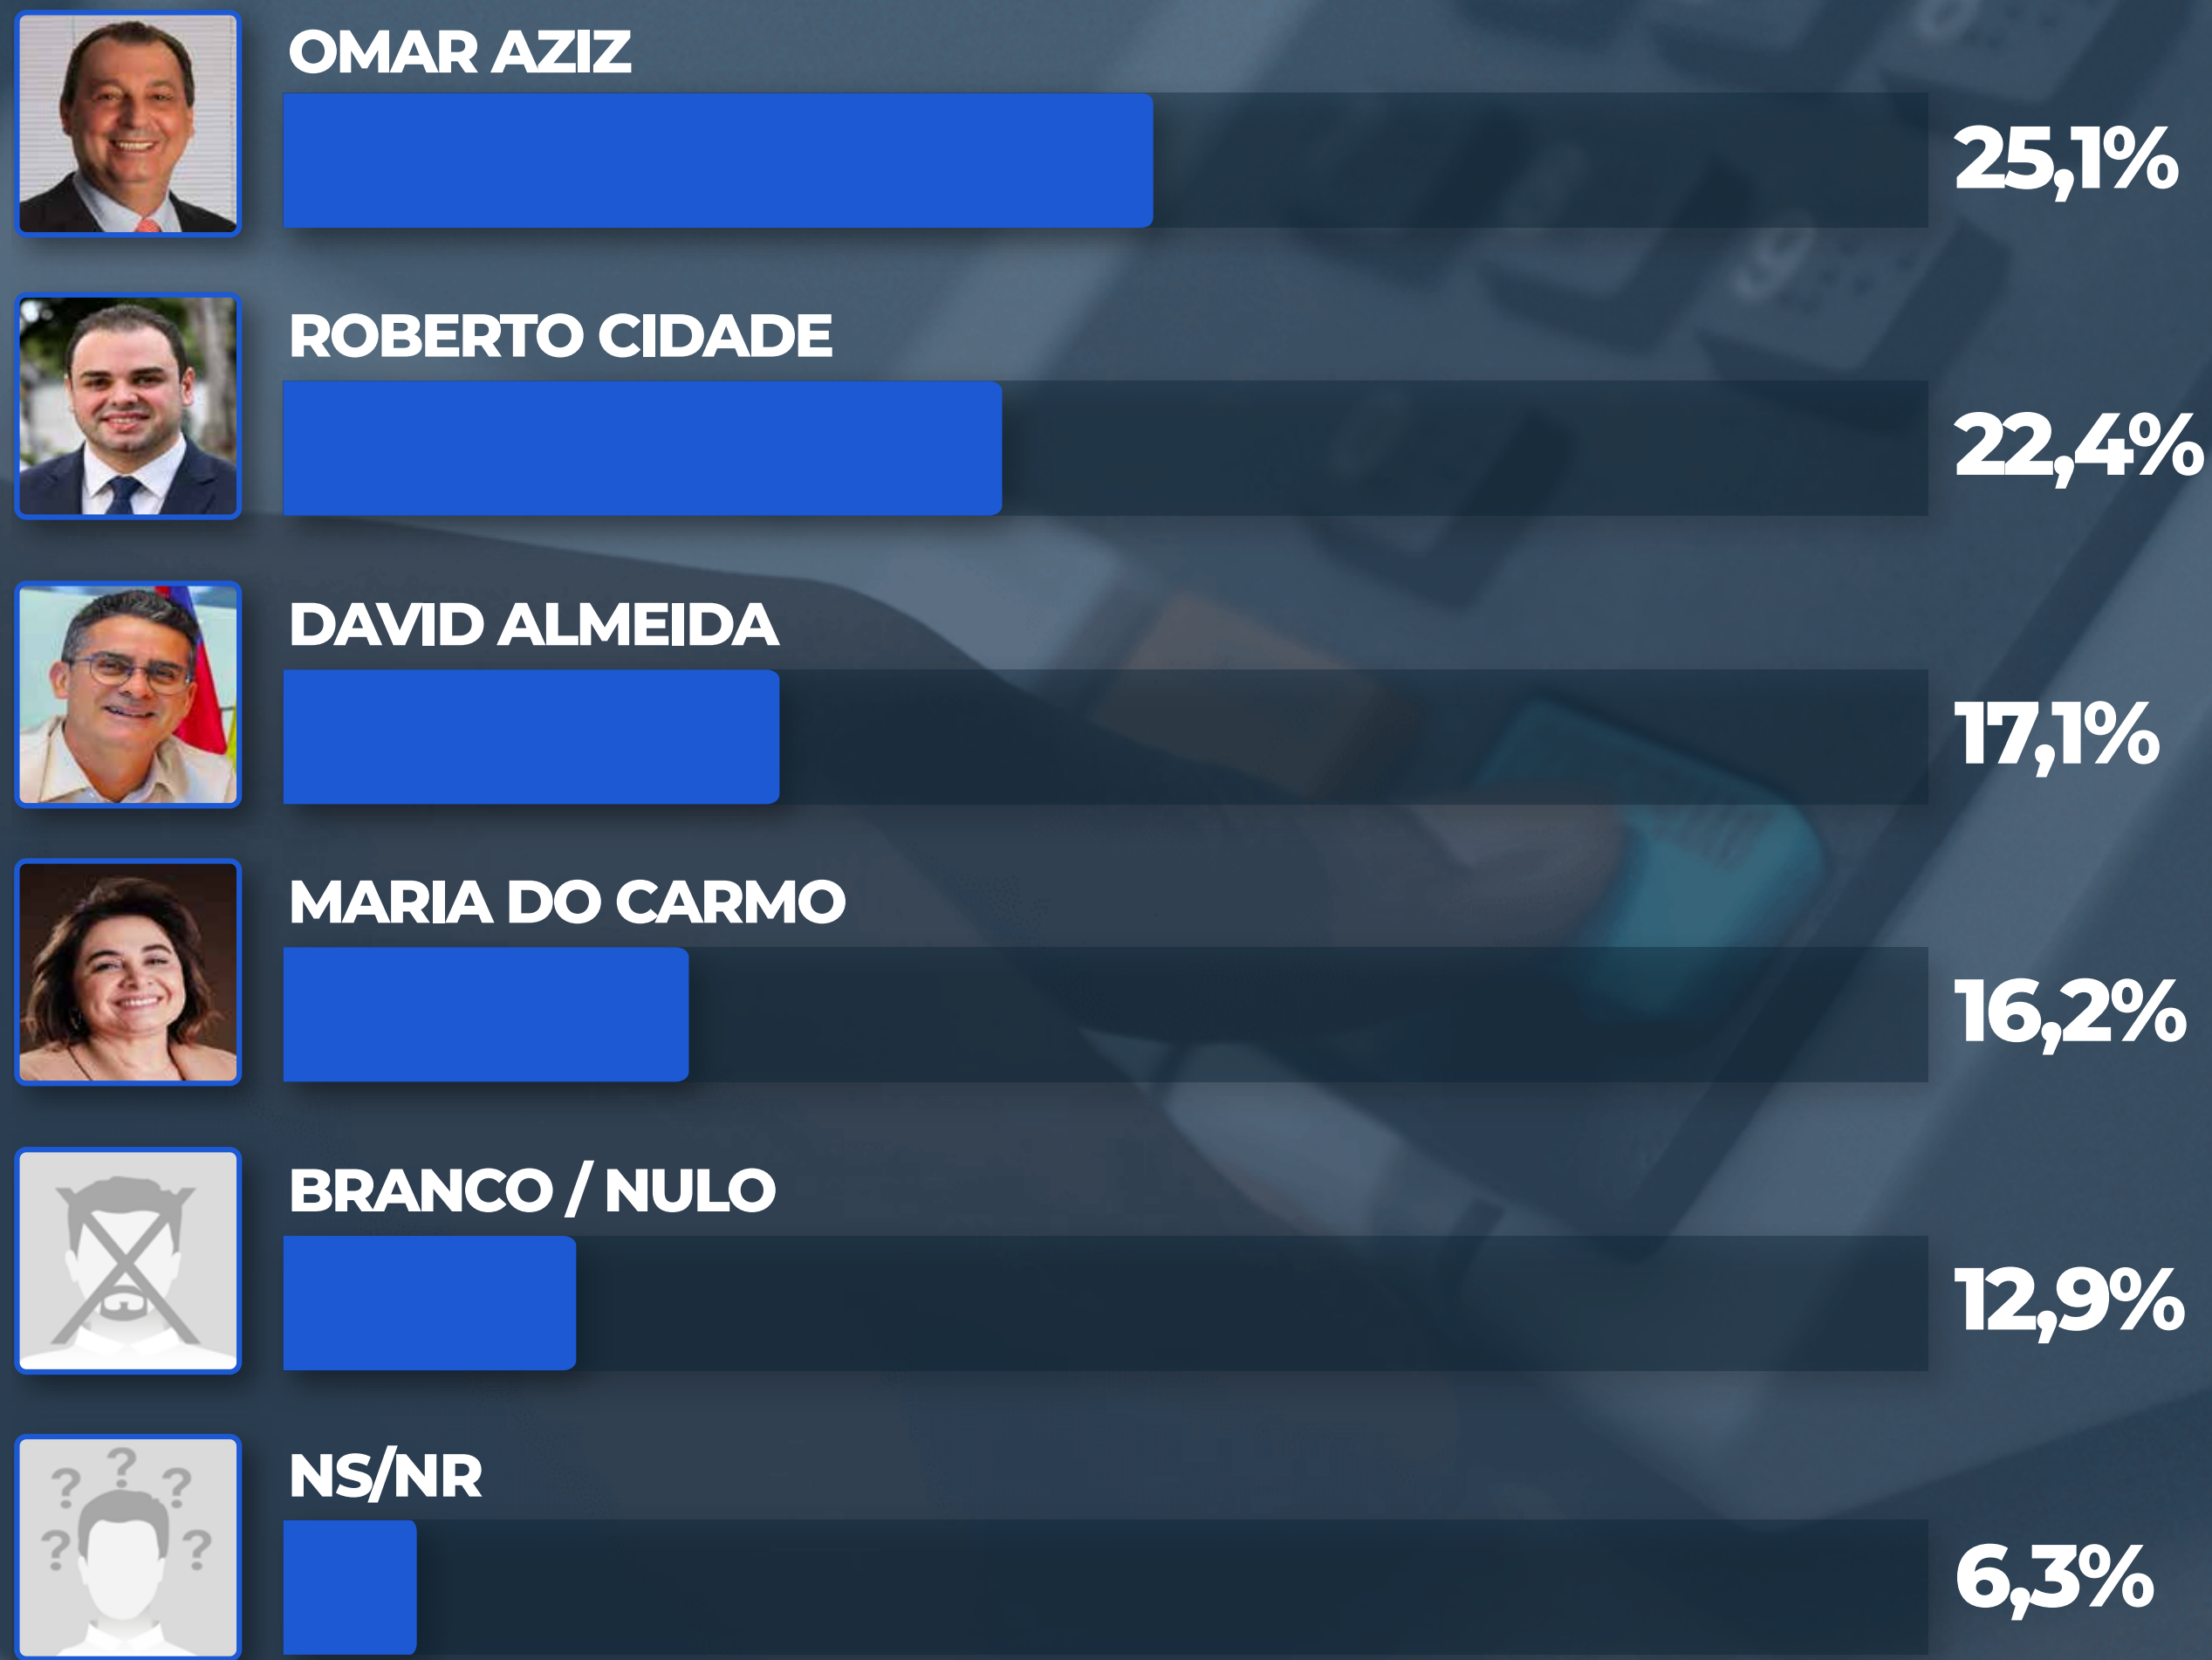 OMAR AZIZ
25,1%
ROBERTO CIDADE
22,4%
DAVID ALMEIDA
17,1%
MARIA DO CARMO
16,2%
BRANCO / NULO
12,9%
NS/NR
? ? ? ? ?
6,3%